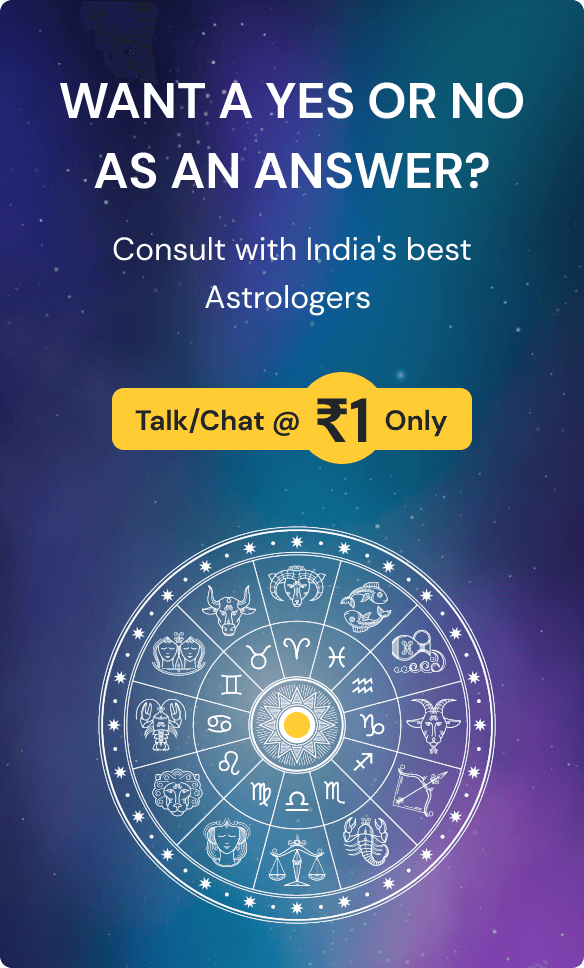 WANT A YES OR NO
AS AN ANSWER?
Consult with India's best
Astrologers
Talk/Chat @ ₹1 Only